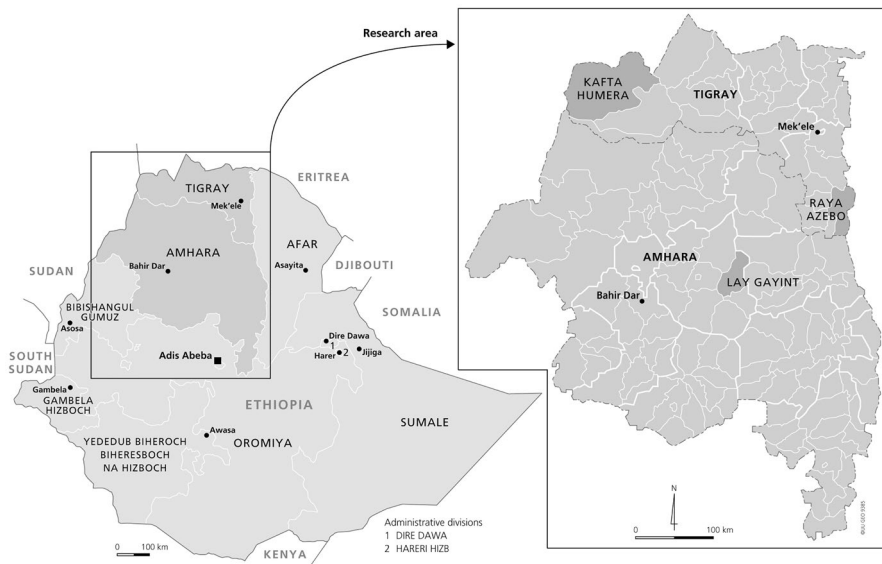 Research area
ERITREA
TIGRAY
Mek'ele
AFAR
AMHARA
Bahir Dar
Asayita
DJIBOUTI
SUDAN
BIBISHANGUL
GUMUZ
Asosa
SOMALIA
Dire Dawa
1
Harer
2
Jijiga
SOUTH
SUDAN
Adis Abeba
Gambela
GAMBELA
HIZBOCH
ETHIOPIA
SUMALE
Awasa
OROMIYA
YEDEDUB BIHEROCH
BIHERESBOCH
NA HIZBOCH
Administrative divisions
1 DIRE DAWA
2 HARERI HIZB
0 100 km
KENYA
KAFTA
HUMERA
TIGRAY
Mek'ele
RAYA
AZEBO
AMHARA
LAY GAYINT
Bahir Dar
N
0 100 km
©UU GEO 9385